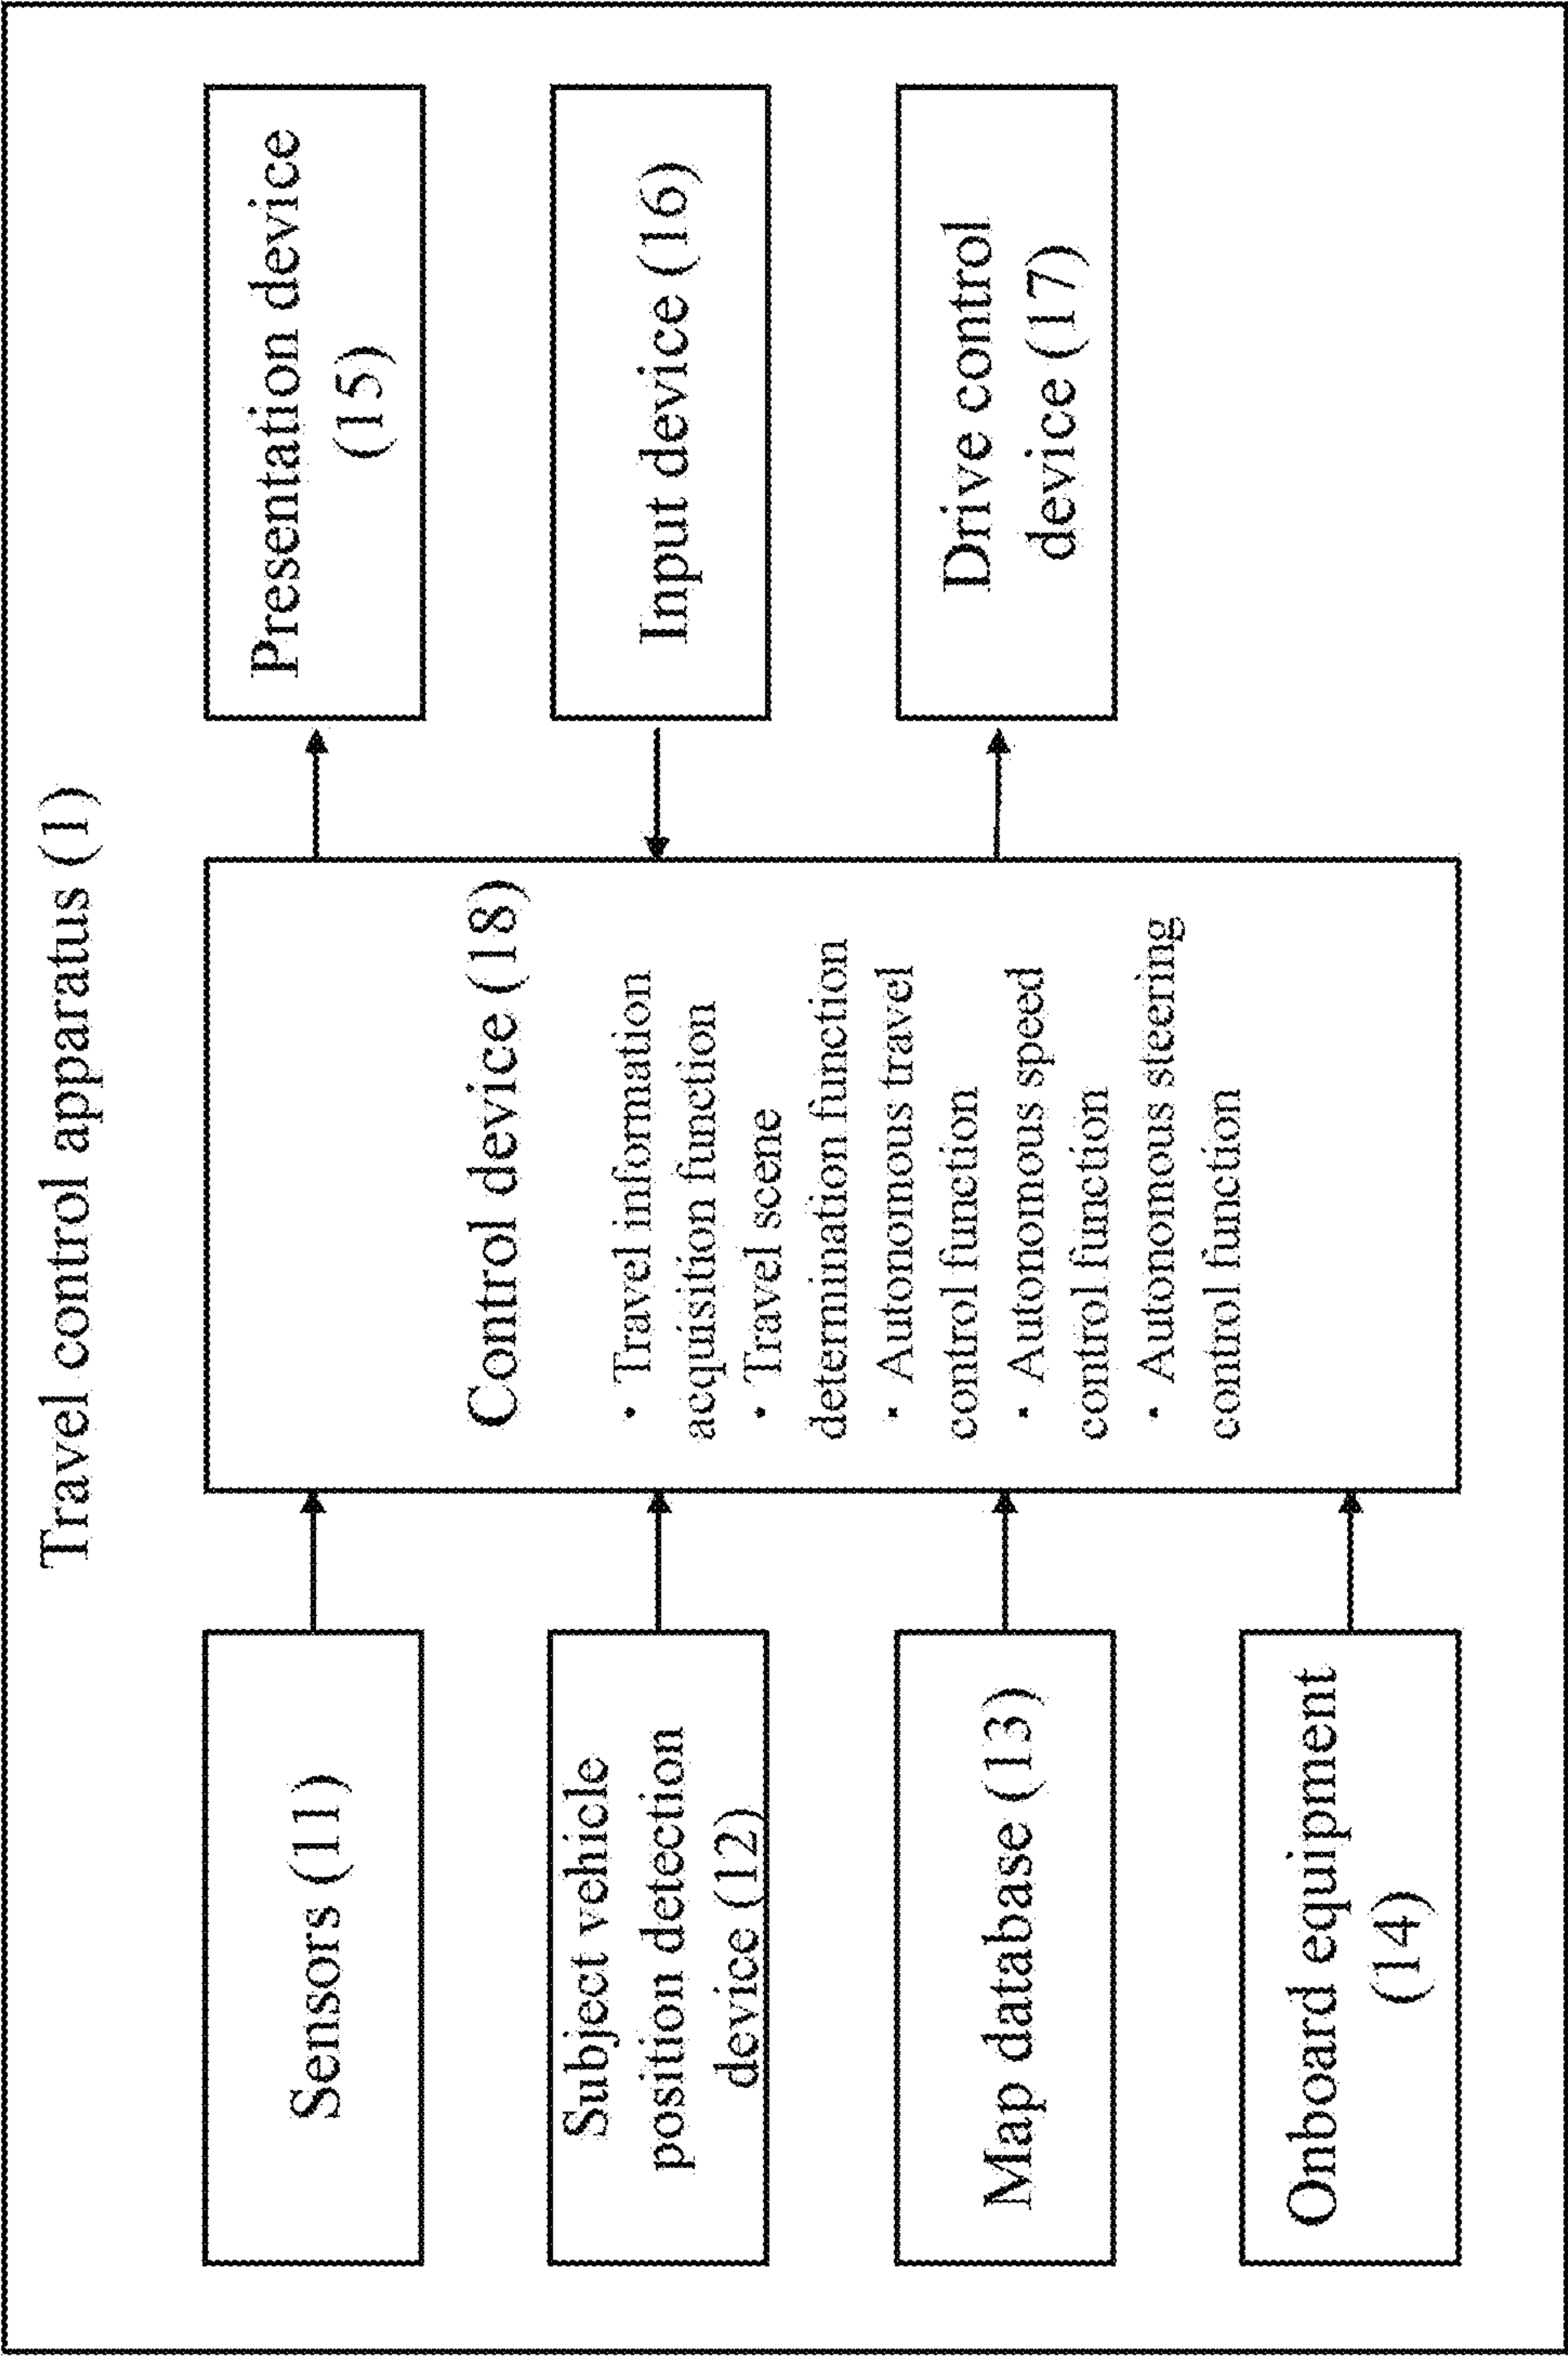 Travel control apparatus (1)
Sensors (11)
Subject vehicle
position detection
device (12)
Map database (13)
Onboard equipment
(14)
Control device (18)
・Travel information
acquisition function
・Travel scene
determination function
・Autonomous travel
control function
・Autonomous speed
control function
・Autonomous steering
control function
Presentation device
(15)
Input device (16)
Drive control
device (17)